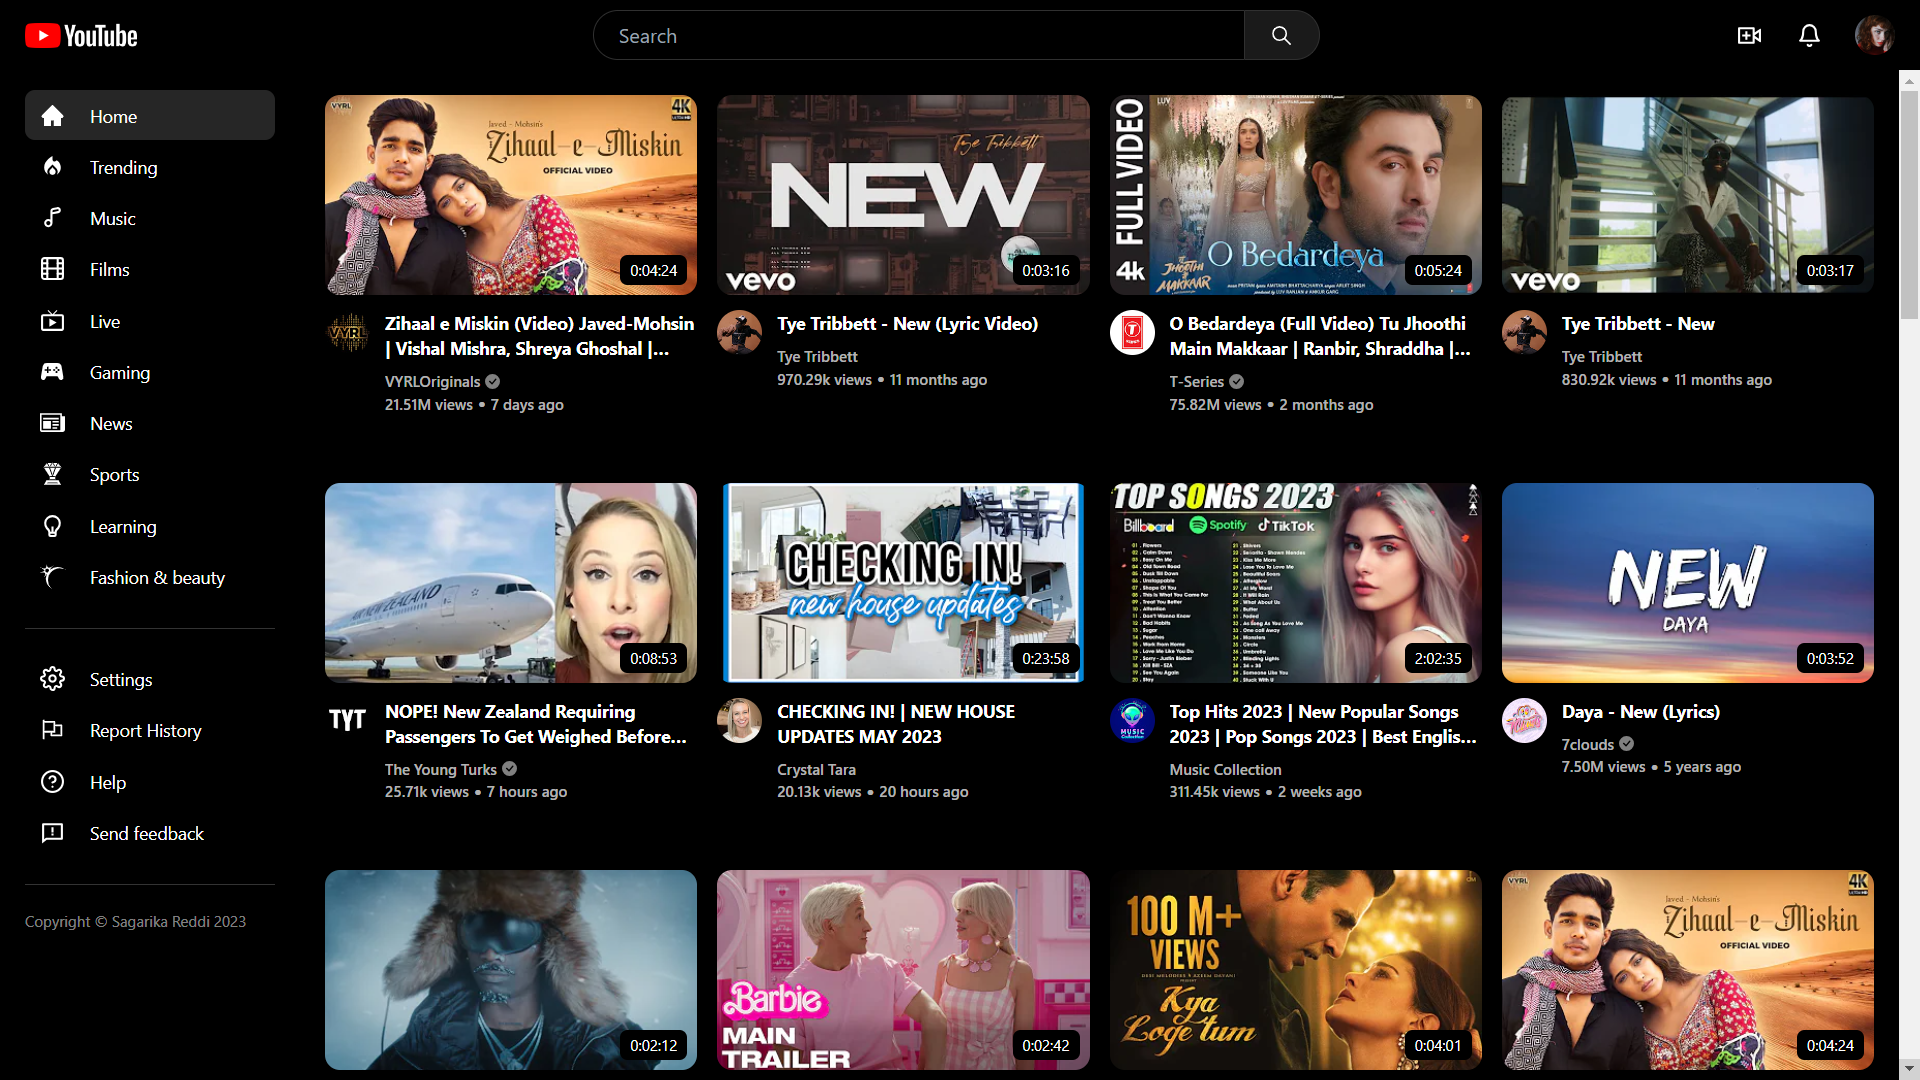 YouTube
Search
Home
Trending
Music
Films
Live
Gaming
News
Sports
Learning
Fashion & beauty
Settings
Report History
Help
Send feedback
Copyright © Sagarika Reddi 2023
VYRL
4K
Javed - Mohsin's
Zihaal-e-Miskin
OFFICIAL VIDEO
0:04:24
Zihaal e Miskin (Video) Javed-Mohsin
| Vishal Mishra, Shreya Ghoshal |...
VYRLOriginals
21.51M views • 7 days ago
Tye Tribbett
NEW
ALL THINGS NEW
ALL THINGS NEW
vevo
0:03:16
Tye Tribbett - New (Lyric Video)
Tye Tribbett
970.29k views • 11 months ago
FULL VIDEO
4k
LUV
O Bedardeya
JHOOTHI
MAKKAAR
0:05:24
O Bedardeya (Full Video) Tu Jhoothi
Main Makkaar | Ranbir, Shraddha |...
T-Series
75.82M views • 2 months ago
vevo
0:03:17
Tye Tribbett - New
Tye Tribbett
830.92k views • 11 months ago
AIR NEW ZEALAND
0:08:53
TYT
NOPE! New Zealand Requiring
Passengers To Get Weighed Before...
The Young Turks
25.71k views • 7 hours ago
CHECKING IN!
new house updates
0:23:58
CHECKING IN! | NEW HOUSE
UPDATES MAY 2023
Crystal Tara
20.13k views • 20 hours ago
TOP SONGS 2023
Billboard Spotify TikTok
2:02:35
MUSIC
Collection
Top Hits 2023 | New Popular Songs
2023 | Pop Songs 2023 | Best Englis...
Music Collection
311.45k views • 2 weeks ago
NEW
DAYA
0:03:52
Daya - New (Lyrics)
7clouds
7.50M views • 5 years ago
0:02:12
Barbie
MAIN
TRAILER
0:02:42
100 M+
VIEWS
Kya
Loge tum
0:04:01
VYRL
4K
Javed - Mohsin's
Zihaal-e-Miskin
OFFICIAL VIDEO
0:04:24